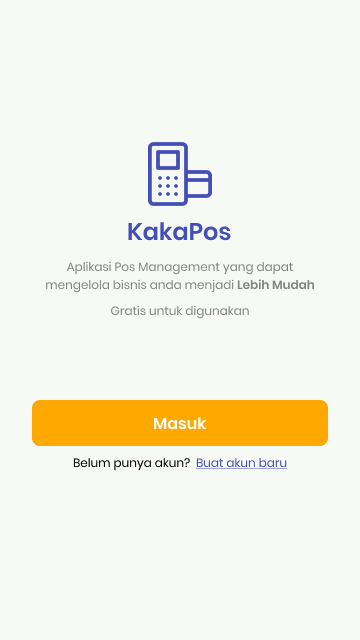 KakaPos
Aplikasi Pos Management yang dapat
mengelola bisnis anda menjadi Lebih Mudah
Gratis untuk digunakan
Masuk
Belum punya akun? Buat akun baru